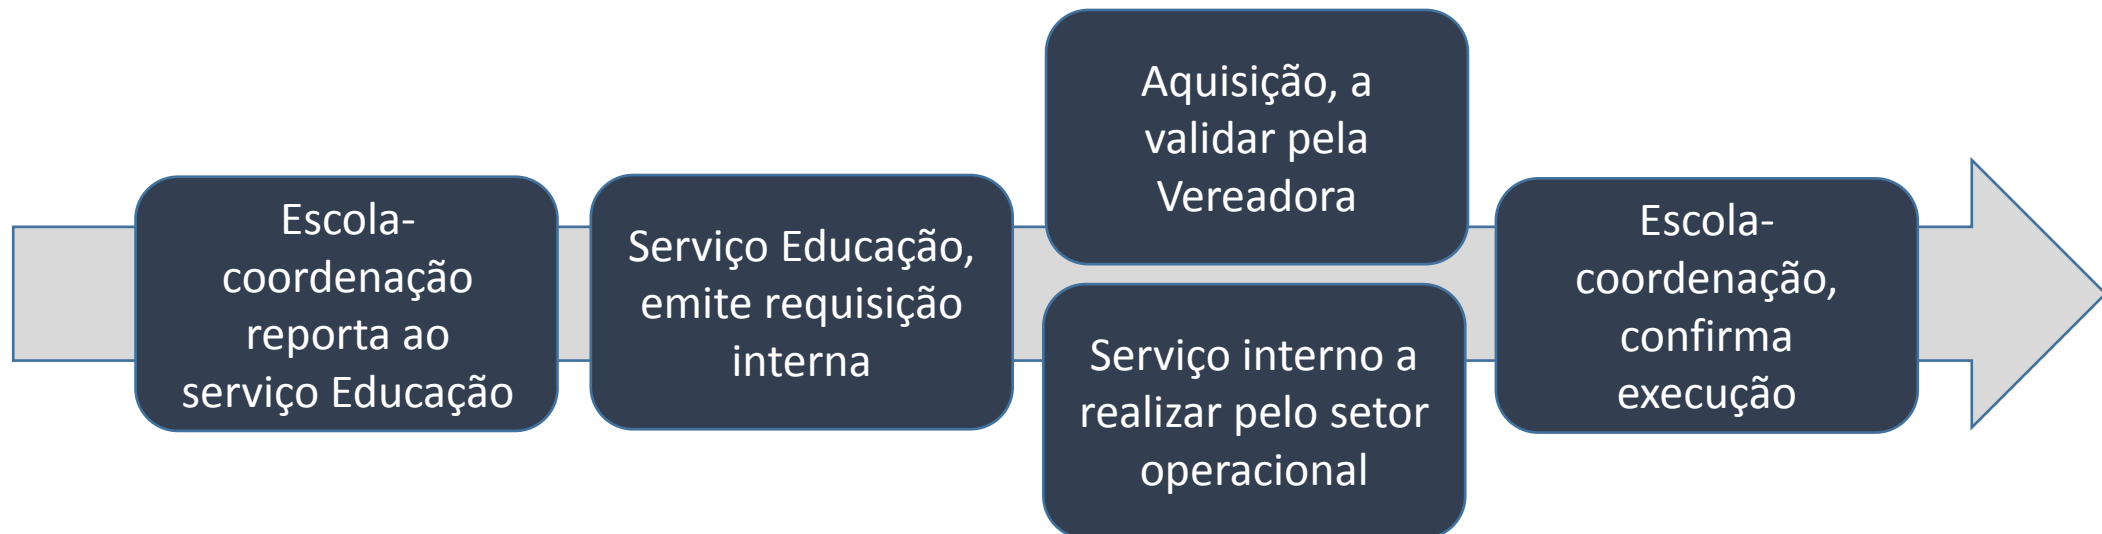 Escola-
coordenação
reporta ao
serviço Educação
Serviço Educação,
emite requisição
interna
Aquisição, a
validar pela
Vereadora
Serviço interno a
realizar pelo setor
operacional
Escola-
coordenação,
confirma
execução